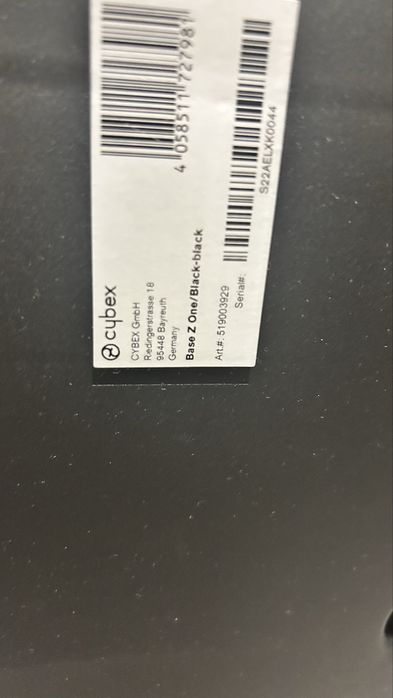 cybex
CYBEX GmbH
Riedingerstrasse 18
95448 Bayreuth
Germany
Base Z One/Black-black
Art.#: 519003929
Serial#:
4 058511 727981
S22AELXK0044